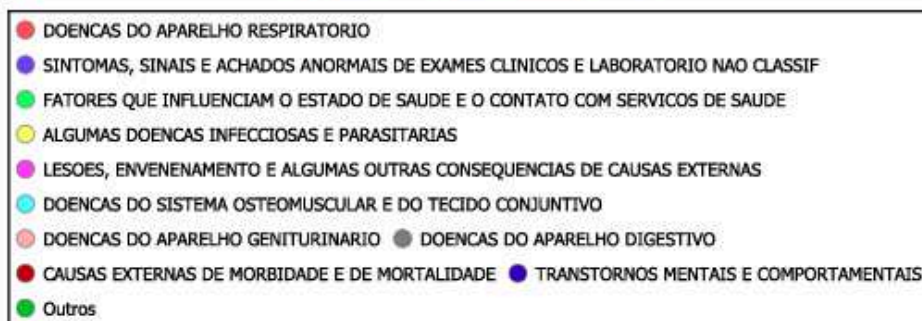 DOENCAS DO APARELHO RESPIRATORIO
SINTOMAS, SINAIS E ACHADOS ANORMAIS DE EXAMES CLINICOS E LABORATORIO NAO CLASSIF
FATORES QUE INFLUENCIAM O ESTADO DE SAUDE E O CONTATO COM SERVICOS DE SAUDE
ALGUMAS DOENCAS INFECCIOSAS E PARASITARIAS
LESOES, ENVENENAMENTO E ALGUMAS OUTRAS CONSEQUENCIAS DE CAUSAS EXTERNAS
DOENCAS DO SISTEMA OSTEOMUSCULAR E DO TECIDO CONJUNTIVO
DOENCAS DO APARELHO GENITURINARIO DOENCAS DO APARELHO DIGESTIVO
CAUSAS EXTERNAS DE MORBIDADE E DE MORTALIDADE TRANSTORNOS MENTAIS E COMPORTAMENTAIS
Outros